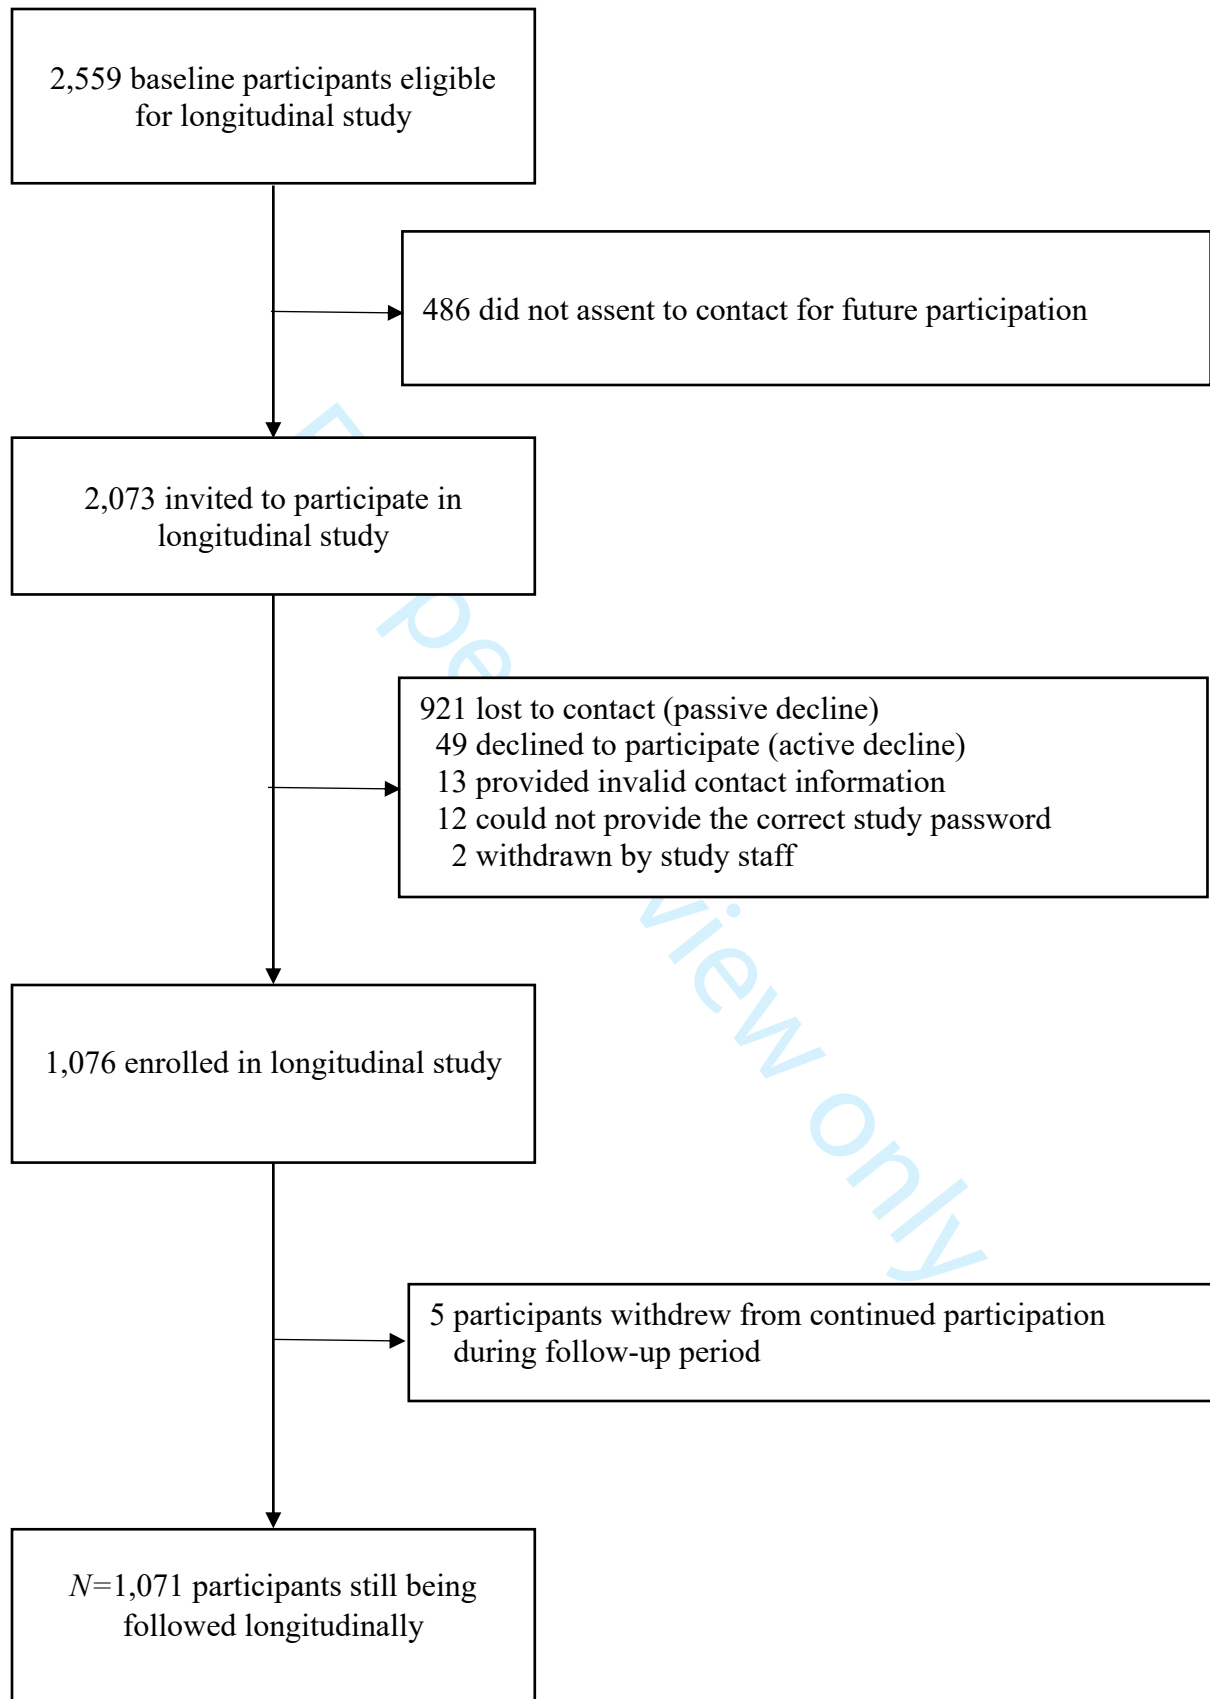 2,559 baseline participants eligible
for longitudinal study
486 did not assent to contact for future participation
2,073 invited to participate in
longitudinal study
921 lost to contact (passive decline)
49 declined to participate (active decline)
13 provided invalid contact information
12 could not provide the correct study password
2 withdrawn by study staff
1,076 enrolled in longitudinal study
5 participants withdrew from continued participation
during follow-up period
N=1,071 participants still being
followed longitudinally
view only